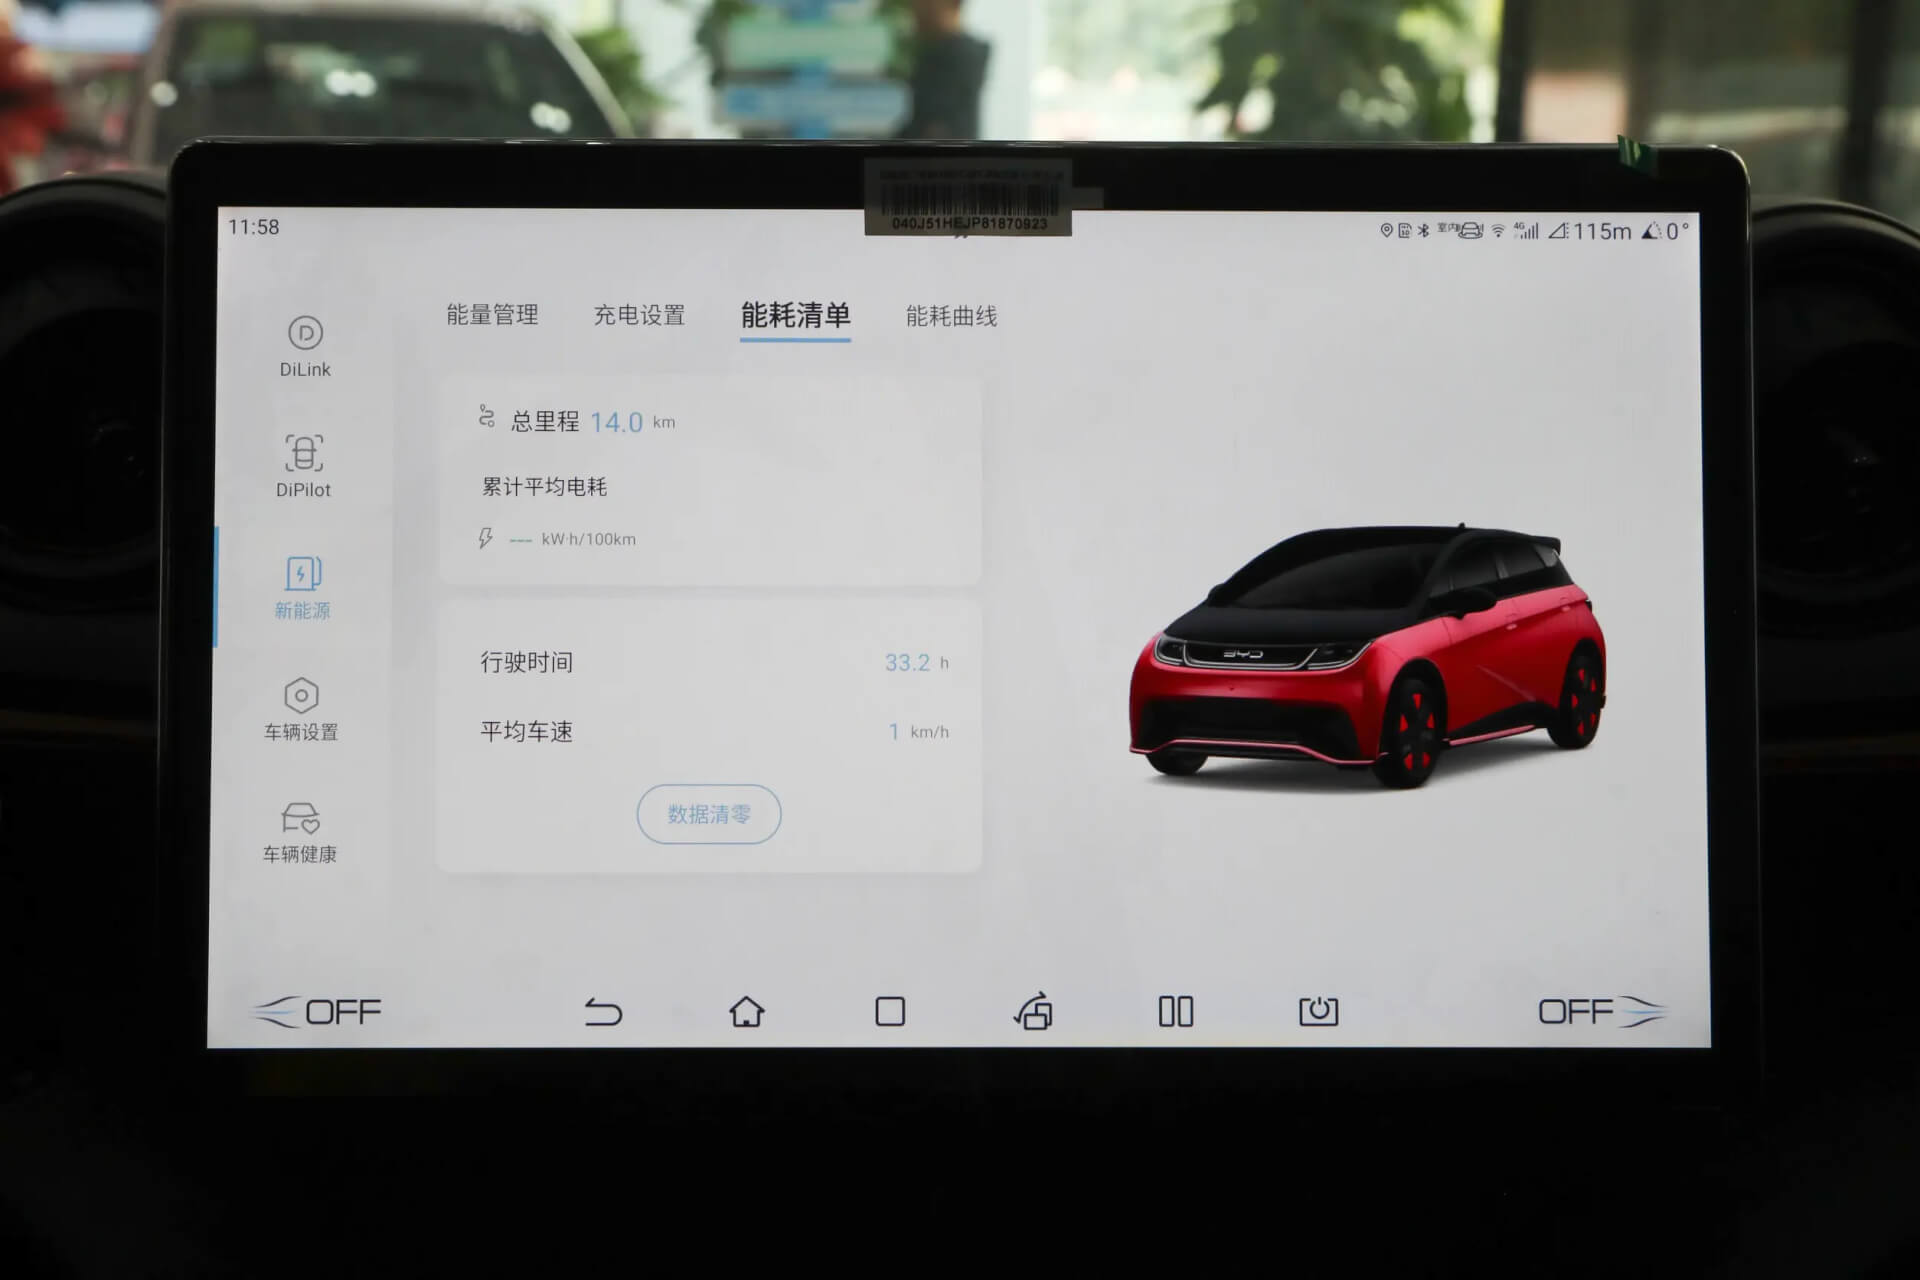 040J51HEJP81870923
11:58
室内 4G 115m 0°
能量管理 充电设置 能耗清单 能耗曲线
DiLink
DiPilot
新能源
车辆设置
车辆健康
总里程 14.0 km
累计平均电耗
--- kW·h/100km
行驶时间 33.2 h
平均车速 1 km/h
数据清零
BYD
OFF OFF